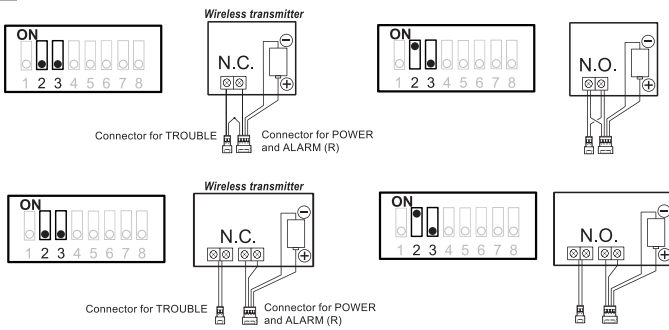 Wireless transmitter
ON
1 2 3 4 5 6 7 8
N.C.
ON
1 2 3 4 5 6 7 8
N.O.
Connector for TROUBLE
Connector for POWER
and ALARM (R)
Wireless transmitter
ON
1 2 3 4 5 6 7 8
N.C.
ON
1 2 3 4 5 6 7 8
N.O.
Connector for TROUBLE
Connector for POWER
and ALARM (R)